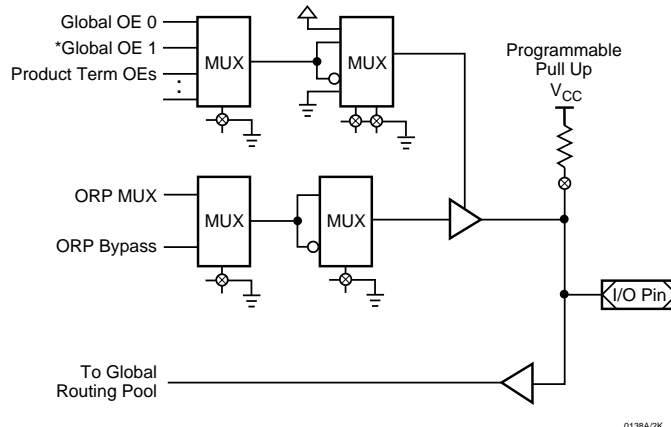 Global OE 0
*Global OE 1
Product Term OEs
:
MUX
MUX
Programmable
Pull Up
VCC
ORP MUX
ORP Bypass
MUX
MUX
I/O Pin
To Global
Routing Pool
0138A/2K